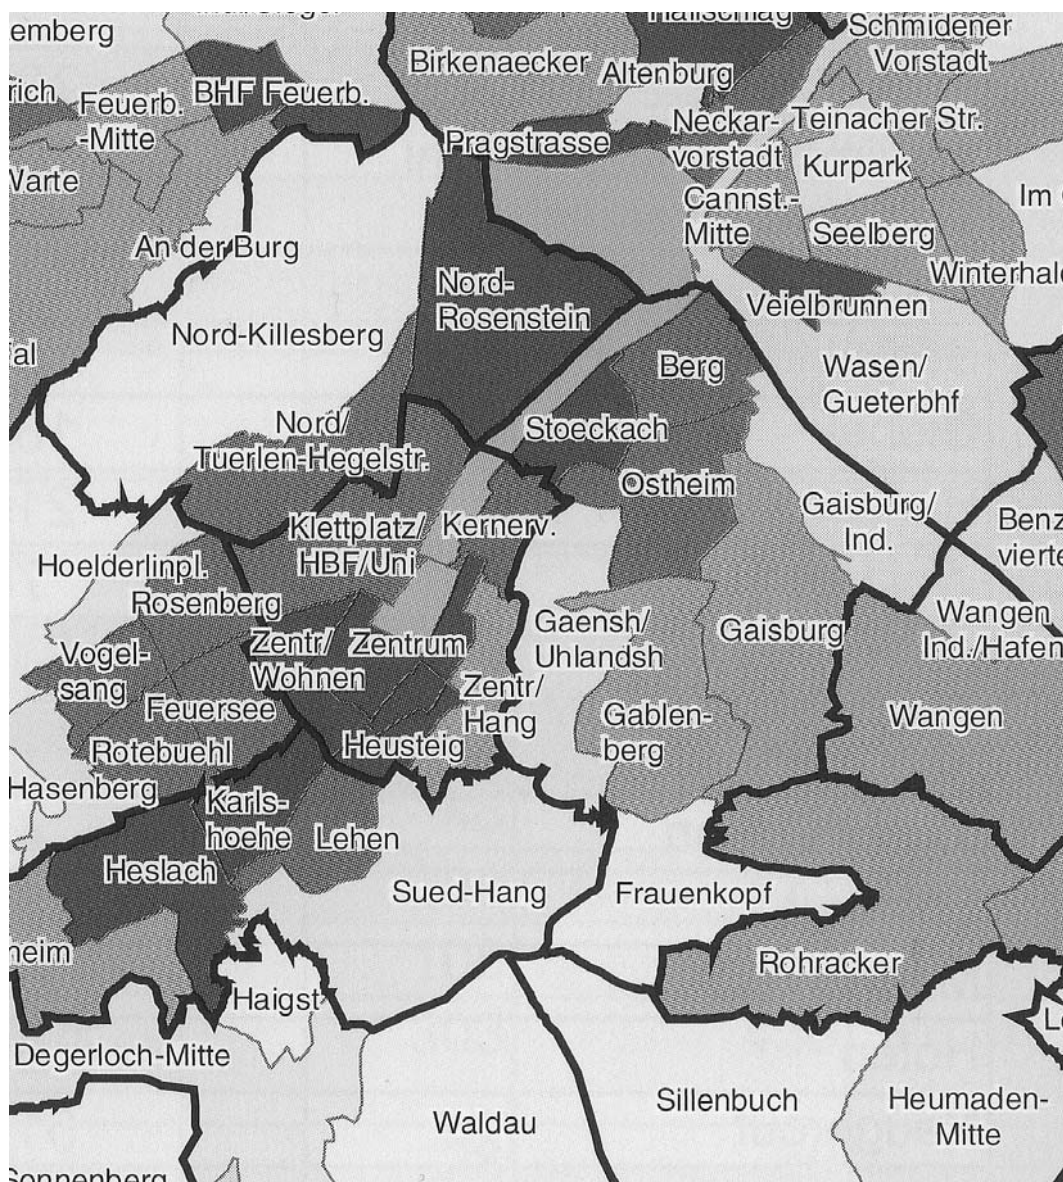 Hallschlag
emberg
Schmidener
Vorstadt
Birkenaecker
Altenburg
rich
BHF Feuerb.
Feuerb.
-Mitte
Neckar-
vorstadt
Teinacher Str.
Pragstrasse
Kurpark
Warte
Cannst.-
Mitte
Im
An der Burg
Seelberg
Winterhald
Nord-
Rosenstein
Veielbrunnen
Nord-Killesberg
al
Berg
Wasen/
Gueterbhf
Nord/
Tuerlen-Hegelstr.
Stoeckach
Ostheim
Gaisburg/
Ind.
Klettplatz/
HBF/Uni
Kernerv.
Benz
vierte
Hoelderlinpl.
Rosenberg
Wangen
Ind./Hafen
Zentr/
Wohnen
Zentrum
Gaensh/
Uhlandsh
Gaisburg
Vogel-
sang
Zentr/
Hang
Feuersee
Gablen-
berg
Wangen
Rotebuehl
Heusteig
Hasenberg
Karls-
hoehe
Lehen
Heslach
Sued-Hang
Frauenkopf
heim
Rohracker
Haigst
Le
Degerloch-Mitte
Waldau
Sillenbuch
Heumaden-
Mitte
Sonnenberg